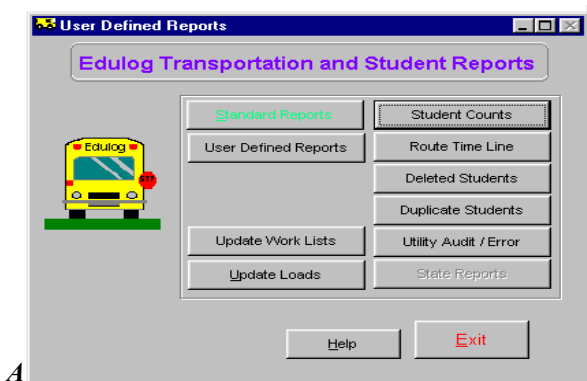 User Defined Reports
Edulog Transportation and Student Reports
Standard Reports
Student Counts
Edulog
User Defined Reports
Route Time Line
STP
Deleted Students
Duplicate Students
Update Work Lists
Utility Audit / Error
Update Loads
State Reports
Help
Exit
A